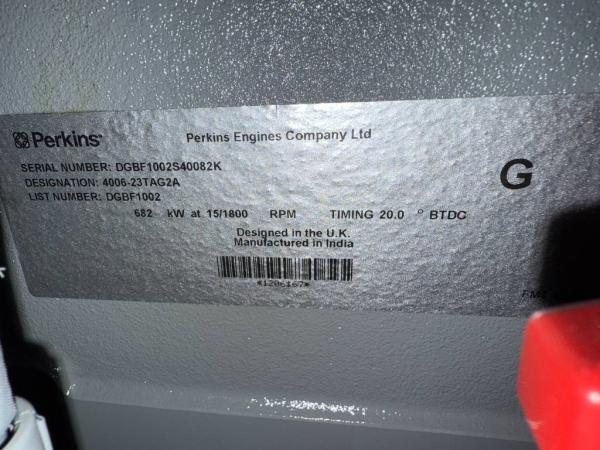 Perkins®
Perkins Engines Company Ltd
SERIAL NUMBER: DGBF1002S40082K
DESIGNATION: 4006-23TAG2A
LIST NUMBER: DGBF1002
G
682 kW at 15/1800 RPM TIMING 20.0 ° BTDC
Designed in the U.K.
Manufactured in India
*1206167*